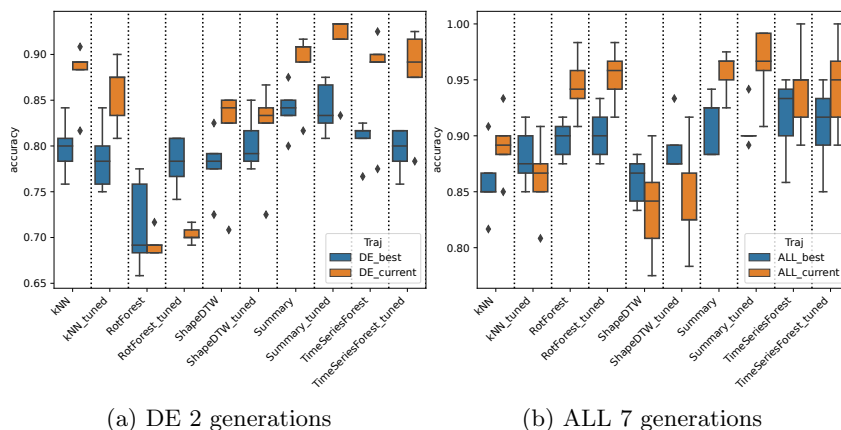 0.90
0.85
0.80
0.75
0.70
0.65
accuracy
Traj
DE_best
DE_current
kNN
kNN_tuned
RotForest
RotForest_tuned
ShapeDTW
ShapeDTW_tuned
Summary
Summary_tuned
TimeSeriesForest
TimeSeriesForest_tuned
(a) DE 2 generations
1.00
0.95
0.90
0.85
0.80
accuracy
Traj
ALL_best
ALL_current
kNN
kNN_tuned
RotForest
RotForest_tuned
ShapeDTW
ShapeDTW_tuned
Summary
Summary_tuned
TimeSeriesForest
TimeSeriesForest_tuned
(b) ALL 7 generations